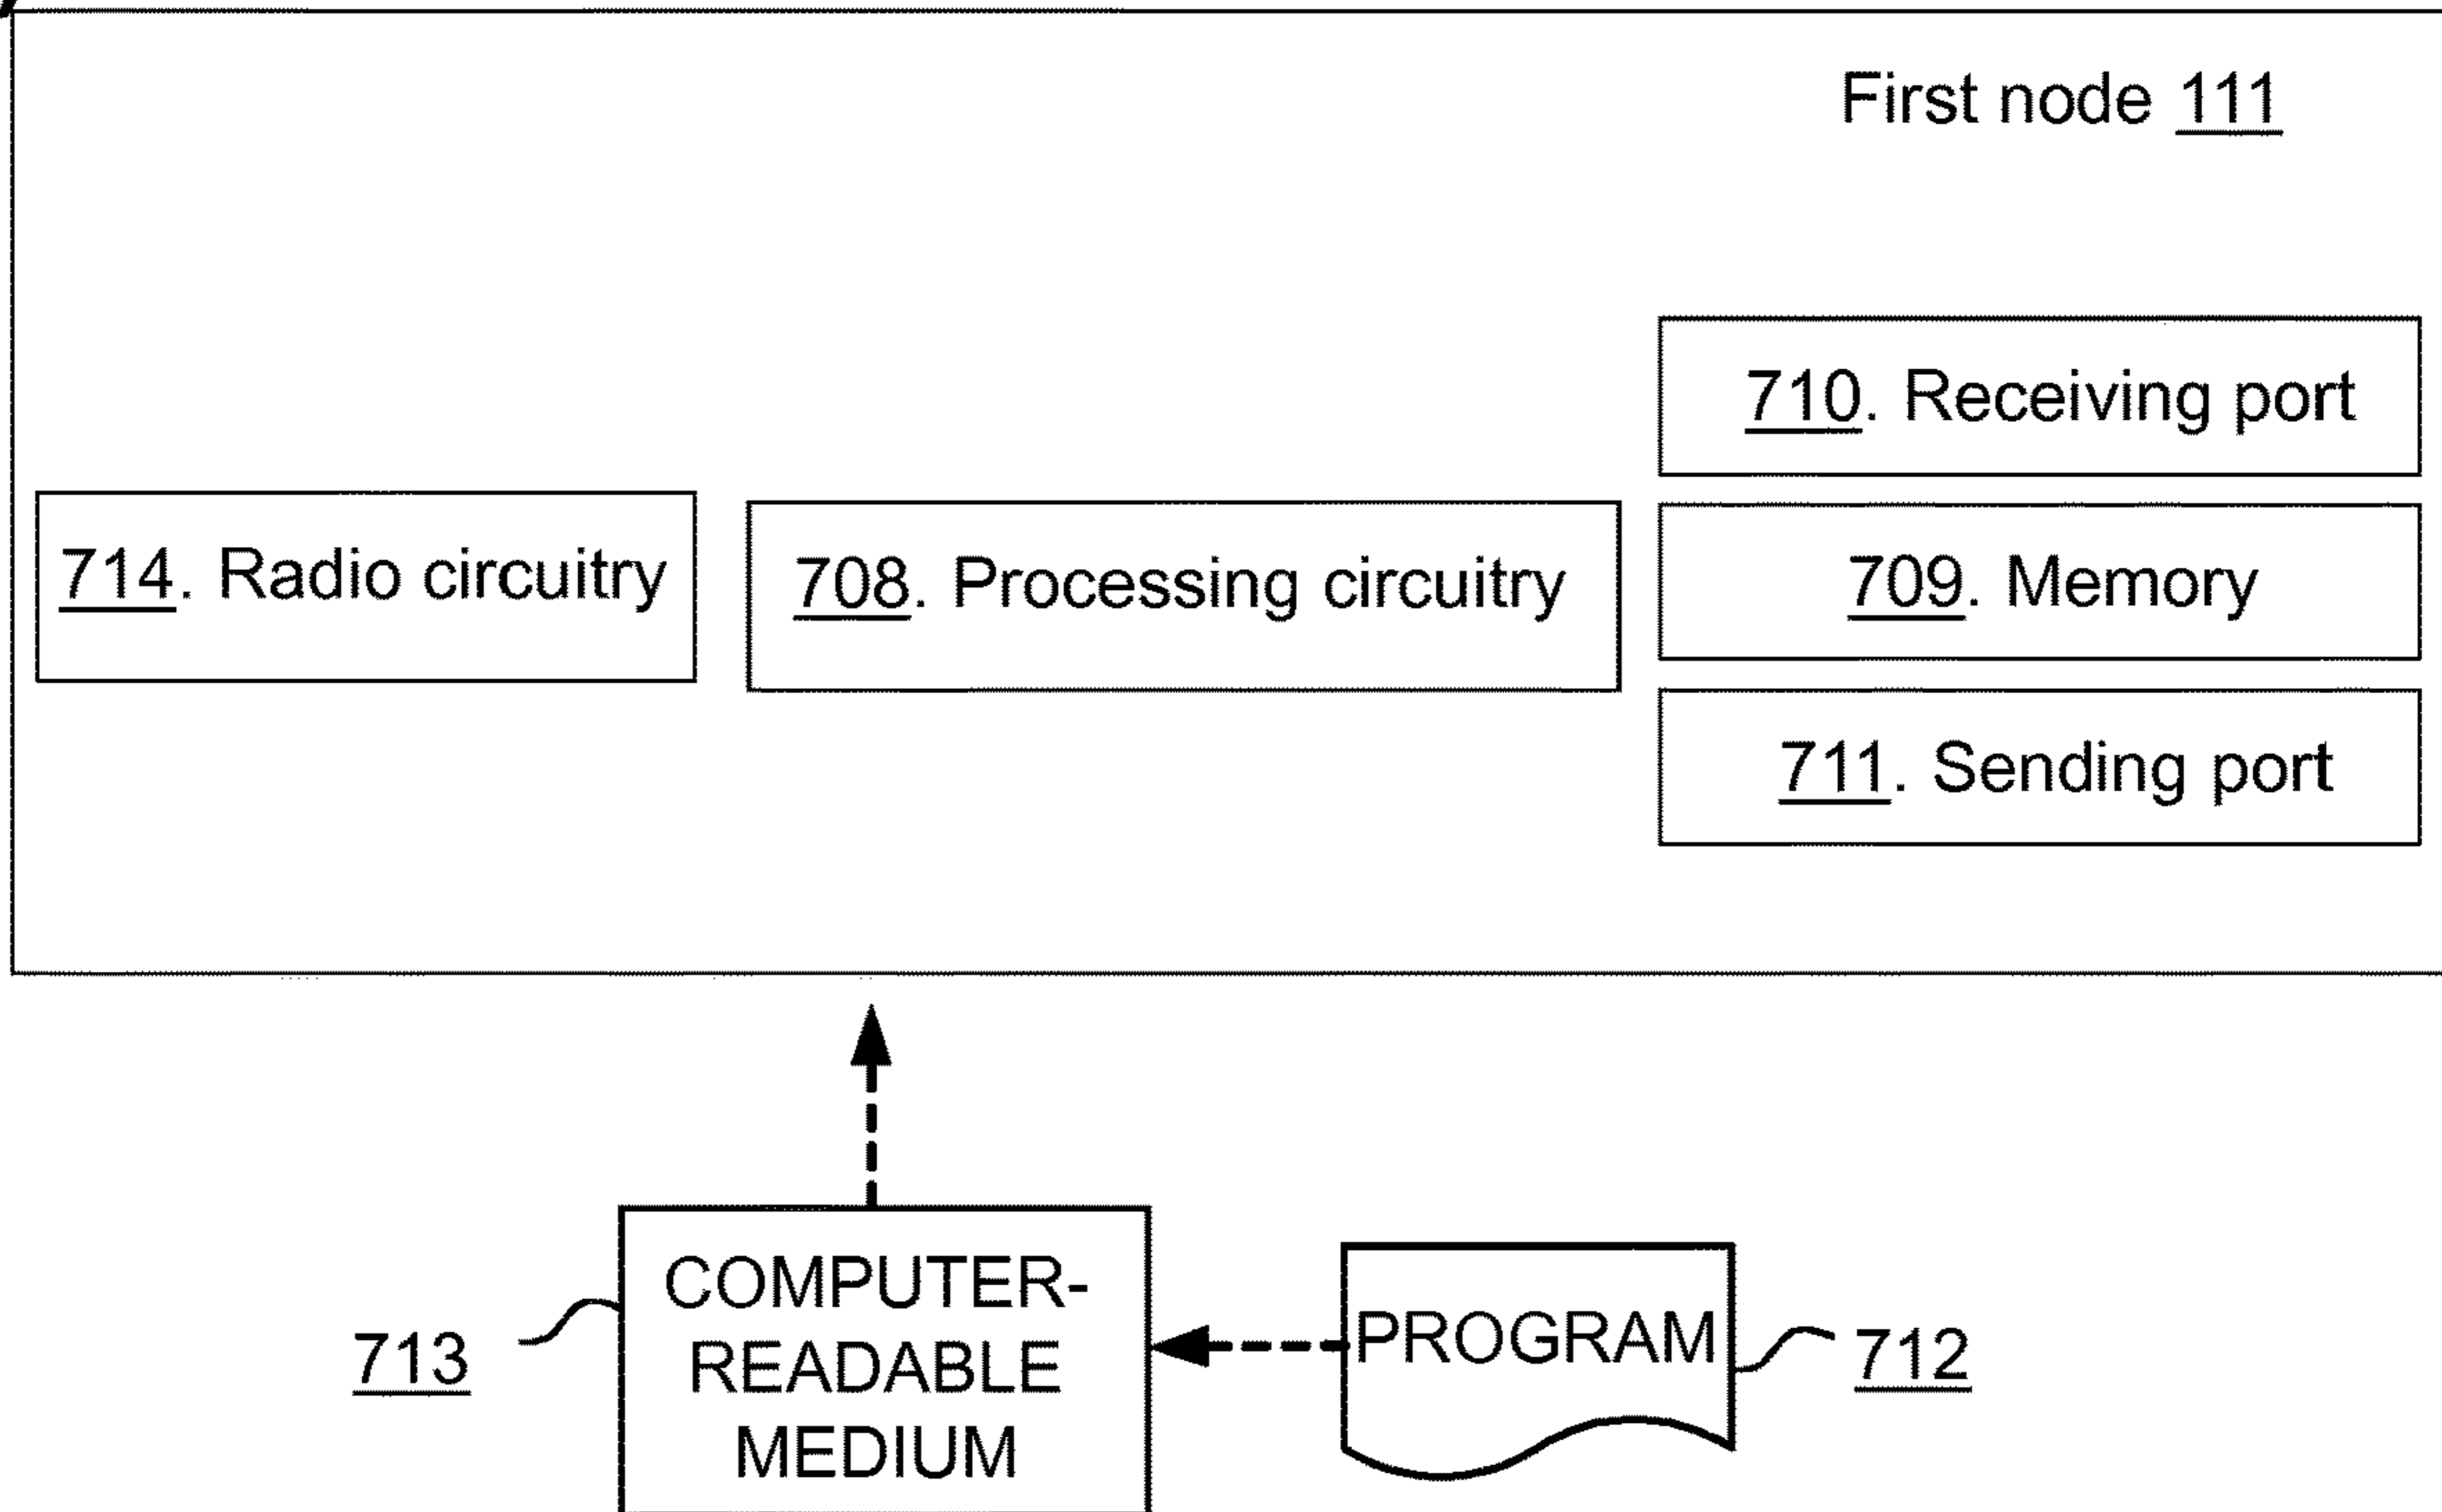 First node 111
710. Receiving port
714. Radio circuitry
708. Processing circuitry
709. Memory
711. Sending port
COMPUTER-
READABLE
MEDIUM
713
PROGRAM
712